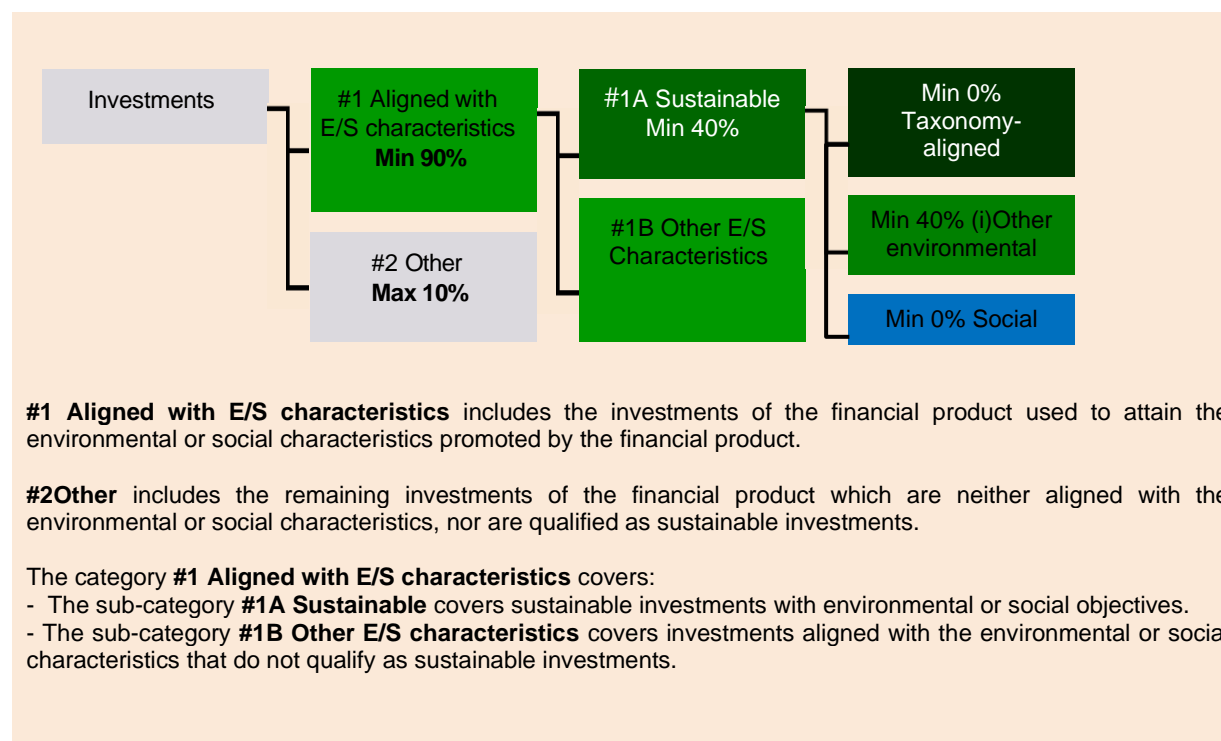 Investments
#1 Aligned with
E/S characteristics
Min 90%
#2 Other
Max 10%
#1A Sustainable
Min 40%
#1B Other E/S
Characteristics
Min 0%
Taxonomy-
aligned
Min 40% (i)Other
environmental
Min 0% Social
#1 Aligned with E/S characteristics includes the investments of the financial product used to attain the
environmental or social characteristics promoted by the financial product.
#2Other includes the remaining investments of the financial product which are neither aligned with the
environmental or social characteristics, nor are qualified as sustainable investments.
The category #1 Aligned with E/S characteristics covers:
- The sub-category #1A Sustainable covers sustainable investments with environmental or social objectives.
- The sub-category #1B Other E/S characteristics covers investments aligned with the environmental or social
characteristics that do not qualify as sustainable investments.